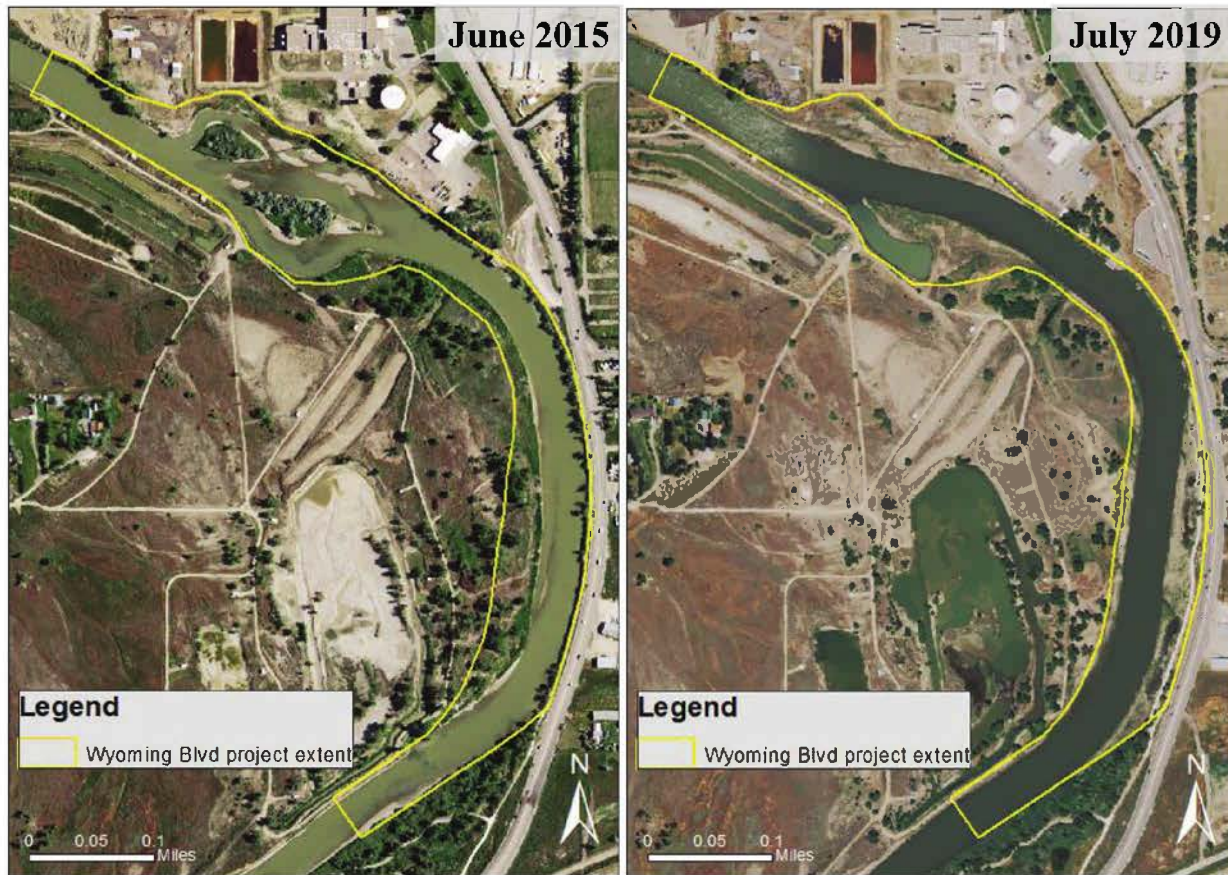 June 2015
Legend
Wyoming Blvd project extent
N
0 0.05 0.1
Miles
July 2019
Legend
Wyoming Blvd project extent
N
0 0.05 0.1
Miles